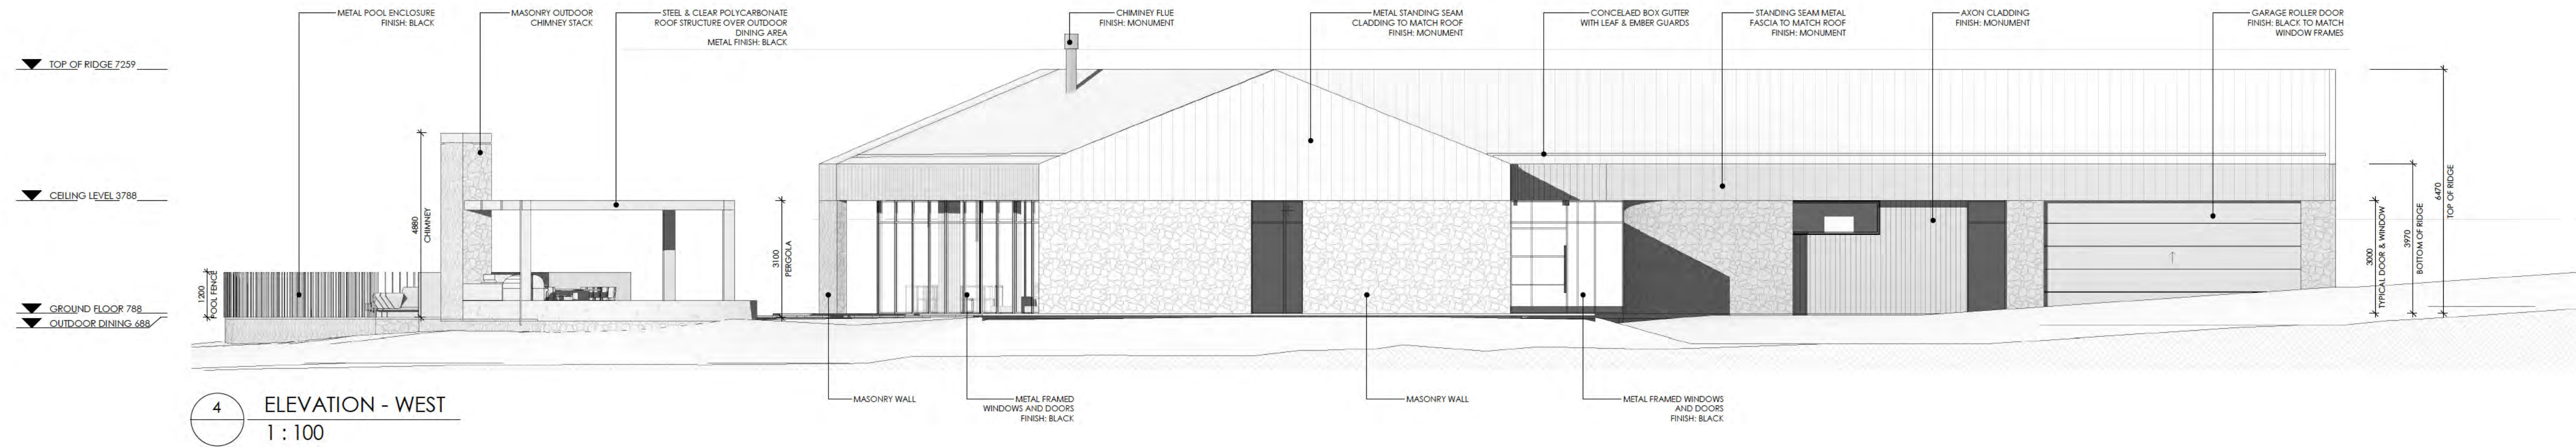 METAL POOL ENCLOSURE
FINISH: BLACK
MASONRY OUTDOOR
CHIMNEY STACK
STEEL & CLEAR POLYCARBONATE
ROOF STRUCTURE OVER OUTDOOR
DINING AREA
METAL FINISH: BLACK
CHIMINEY FLUE
FINISH: MONUMENT
METAL STANDING SEAM
CLADDING TO MATCH ROOF
FINISH: MONUMENT
CONCELAED BOX GUTTER
WITH LEAF & EMBER GUARDS
STANDING SEAM METAL
FASCIA TO MATCH ROOF
FINISH: MONUMENT
AXON CLADDING
FINISH: MONUMENT
GARAGE ROLLER DOOR
FINISH: BLACK TO MATCH
WINDOW FRAMES
TOP OF RIDGE 7259
CEILING LEVEL 3788
GROUND FLOOR 788
OUTDOOR DINING 688
1200
POOL FENCE
4880
CHIMNEY
3100
PERGOLA
3000
TYPICAL DOOR & WINDOW
3970
BOTTOM OF RIDGE
6470
TOP OF RIDGE
MASONRY WALL
METAL FRAMED
WINDOWS AND DOORS
FINISH: BLACK
MASONRY WALL
METAL FRAMED WINDOWS
AND DOORS
FINISH: BLACK
4
ELEVATION - WEST
1 : 100